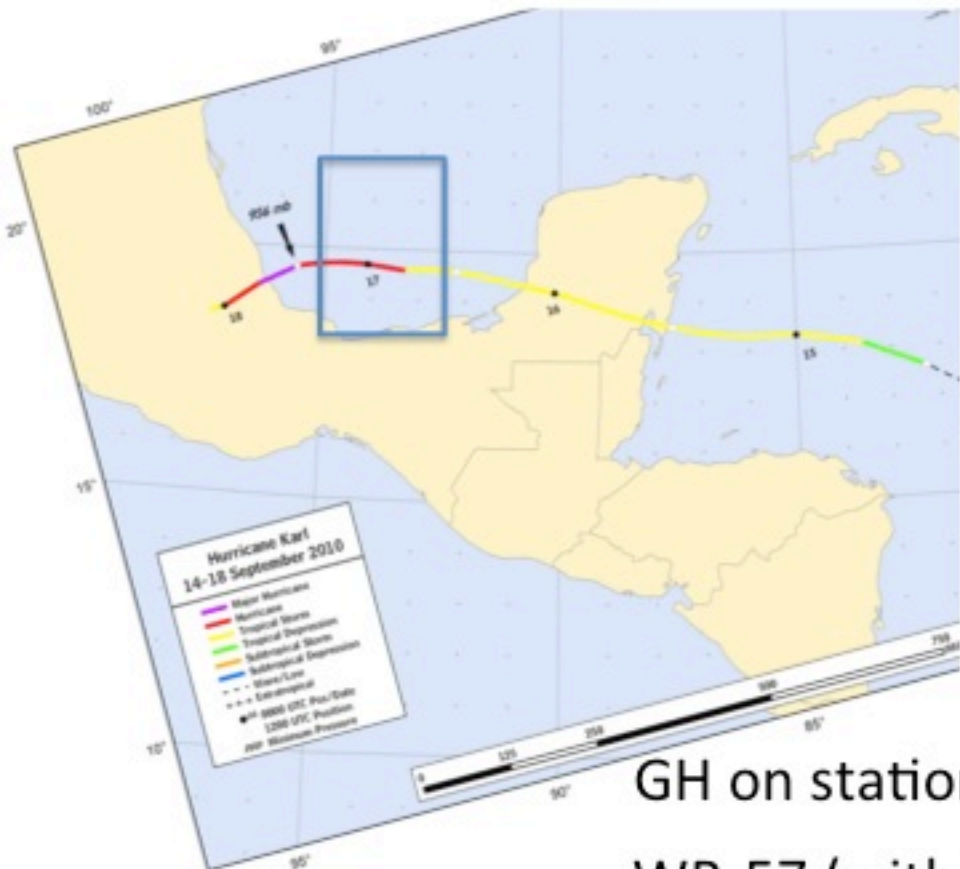 95°
100°
20°
956 mb
17
18
16
15
15°
Hurricane Karl
14-18 September 2010
Major Hurricane
Hurricane
Tropical Storm
Tropical Depression
Subtropical Storm
Subtropical Depression
Wave/Low
Extratropical
0000 UTC Pos/Date
1200 UTC Position
Minimum Pressure
10°
0 125 250 500 750
85°
90°
95°
GH on station